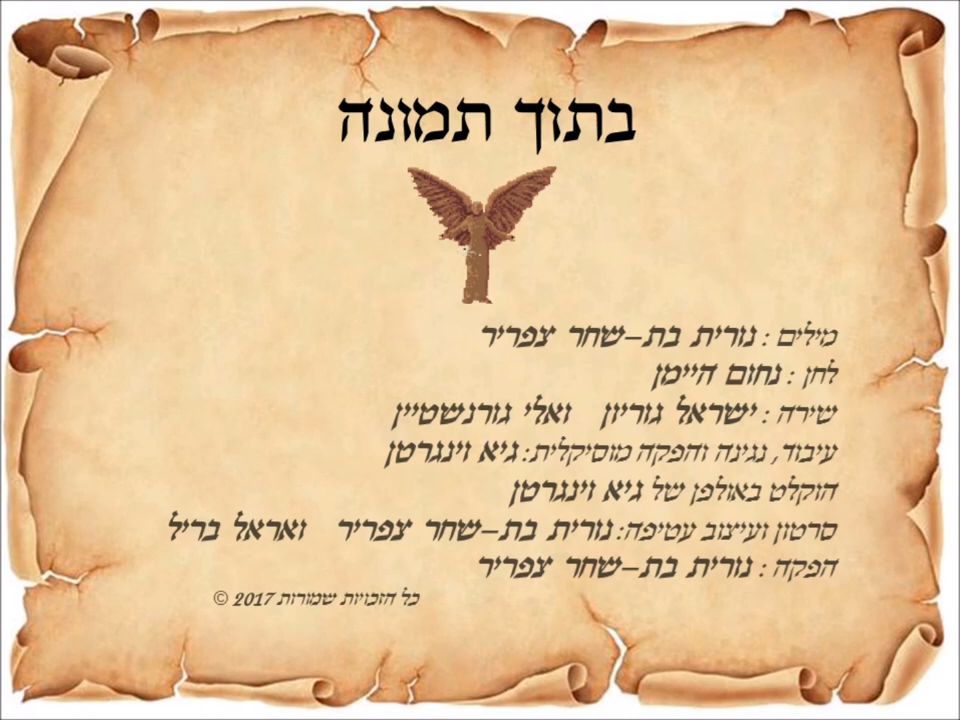 בתוך תמונה
מילים : נורית בת-שחר צפריר
לחן : נחום היימן
שירה : ישראל גוריון ואלי גורנשטיין
עיבוד, נגינה והפקה מוסיקלית: גיא וינגרטן
הוקלט באולפן של גיא וינגרטן
סרטון ועיצוב עטיפה: נורית בת-שחר צפריר ואראל בריל
הפקה : נורית בת-שחר צפריר
כל הזכויות שמורות 2017 ©